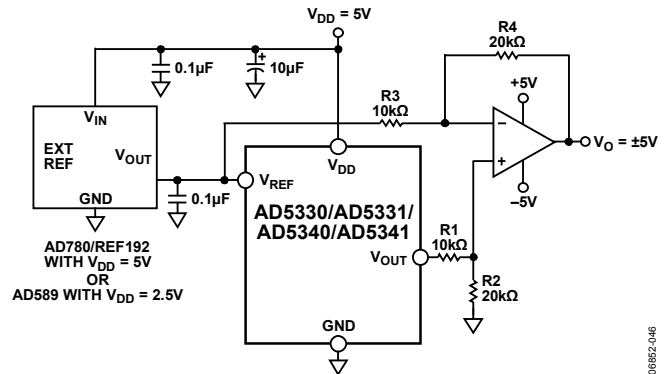 V_DD = 5V
0.1µF
+
10µF
R4
20kΩ
R3
10kΩ
+5V
V_IN
EXT
REF
V_OUT
GND
0.1µF
V_REF
V_DD
−
+
V_O = ±5V
–5V
AD5330/AD5331/
AD5340/AD5341
V_OUT
R1
10kΩ
R2
20kΩ
GND
AD780/REF192
WITH V_DD = 5V
OR
AD589 WITH V_DD = 2.5V
06852-046